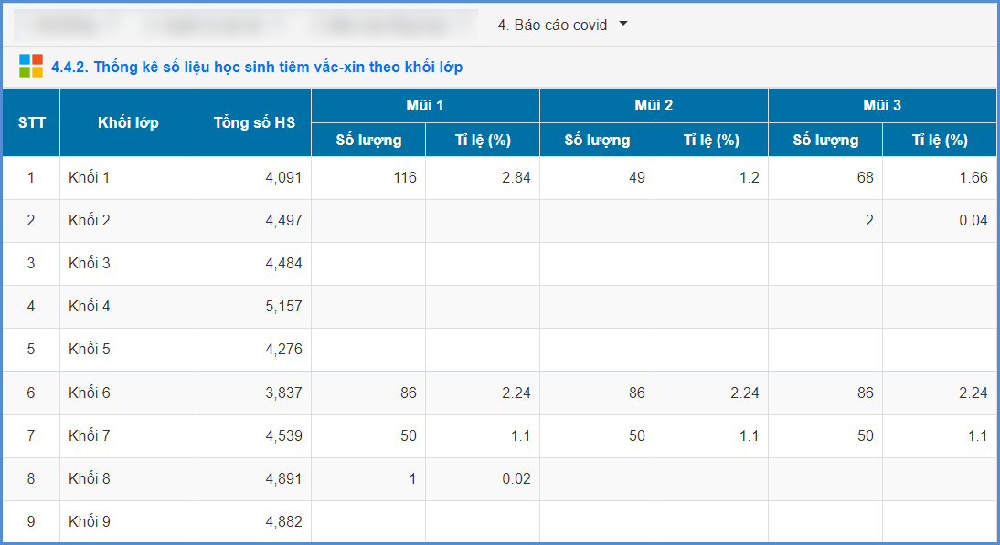 4. Báo cáo covid
4.4.2. Thống kê số liệu học sinh tiêm vắc-xin theo khối lớp
STT Khối lớp Tổng số HS Mũi 1 Mũi 2 Mũi 3
Số lượng Tỉ lệ (%) Số lượng Tỉ lệ (%) Số lượng Tỉ lệ (%)
1 Khối 1 4,091 116 2.84 49 1.2 68 1.66
2 Khối 2 4,497 2 0.04
3 Khối 3 4,484
4 Khối 4 5,157
5 Khối 5 4,276
6 Khối 6 3,837 86 2.24 86 2.24 86 2.24
7 Khối 7 4,539 50 1.1 50 1.1 50 1.1
8 Khối 8 4,891 1 0.02
9 Khối 9 4,882